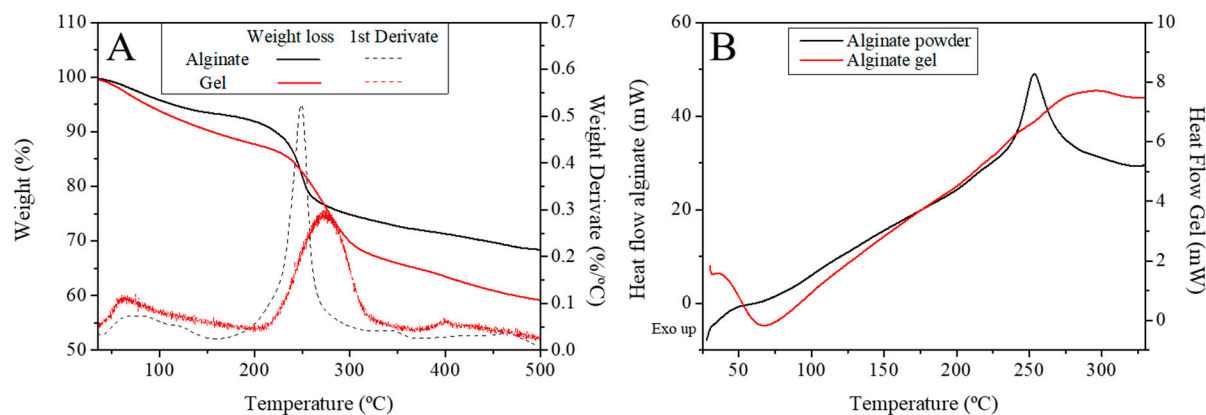 A
Weight loss 1st Derivate
Alginate
Gel
110
100
90
80
70
60
50
Weight (%)
0.7
0.6
0.5
0.4
0.3
0.2
0.1
0.0
Weight Derivate (%/ºC)
100 200 300 400 500
Temperature (ºC)
B
Alginate powder
Alginate gel
60
40
20
0
Exo up
Heat flow alginate (mW)
10
8
6
4
2
0
Heat Flow Gel (mW)
50 100 150 200 250 300
Temperature (ºC)